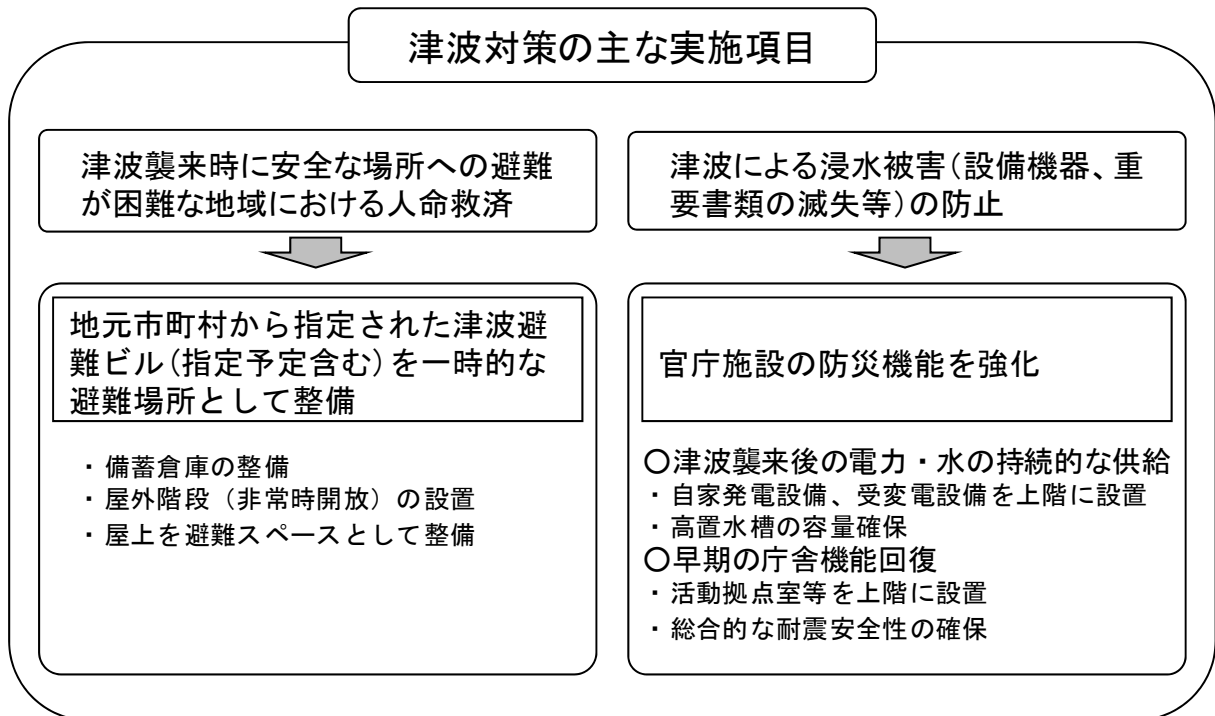 津波対策の主な実施項目
津波襲来時に安全な場所への避難
が困難な地域における人命救済
地元市町村から指定された津波避
難ビル(指定予定含む)を一時的な
避難場所として整備
・備蓄倉庫の整備
・屋外階段（非常時開放）の設置
・屋上を避難スペースとして整備
津波による浸水被害(設備機器、重
要書類の滅失等)の防止
官庁施設の防災機能を強化
○津波襲来後の電力・水の持続的な供給
・自家発電設備、受変電設備を上階に設置
・高置水槽の容量確保
○早期の庁舎機能回復
・活動拠点室等を上階に設置
・総合的な耐震安全性の確保